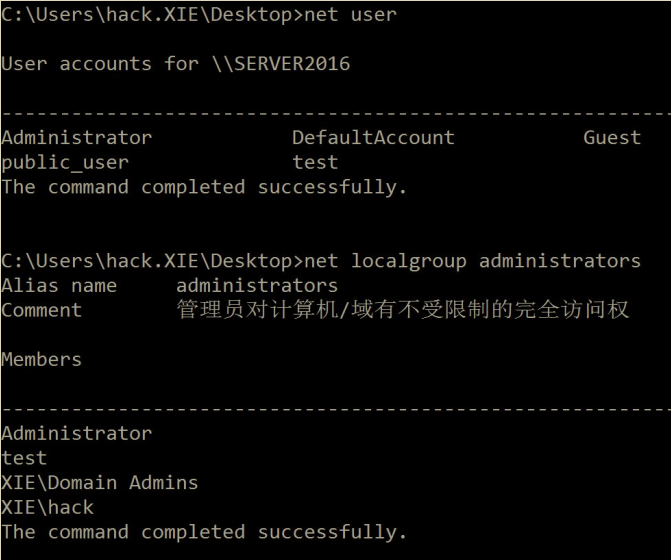 C:\Users\hack.XIE\Desktop>net user
User accounts for \\SERVER2016
-------------------------------------------------------------------
Administrator            DefaultAccount           Guest
public_user              test
The command completed successfully.
C:\Users\hack.XIE\Desktop>net localgroup administrators
Alias name     administrators
Comment        管理员对计算机/域有不受限制的完全访问权
Members
-------------------------------------------------------------------
Administrator
test
XIE\Domain Admins
XIE\hack
The command completed successfully.